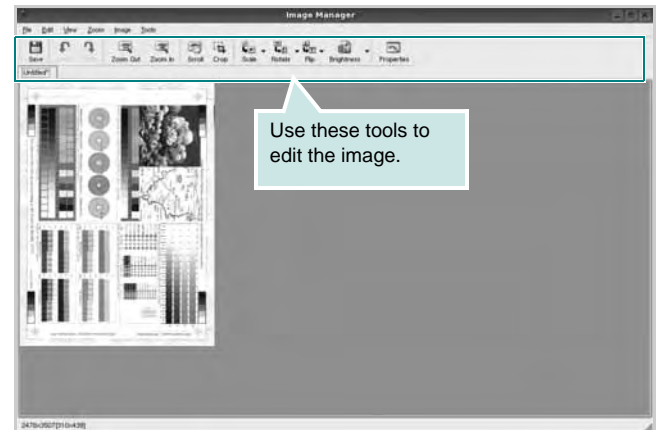 Image Manager
File Edit View Zoom Image Tools
Save Zoom Out Zoom In Scroll Crop Scale Rotate Flip Brightness Properties
Untitled*
Use these tools to
edit the image.